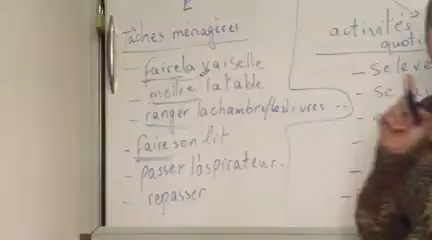 tâches ménagères
- faire la vaisselle
- mettre la table
- ranger la chambre/les livres ...
- faire son lit
- passer l'aspirateur.
- repasser
activités
quoti
- se leve
- se